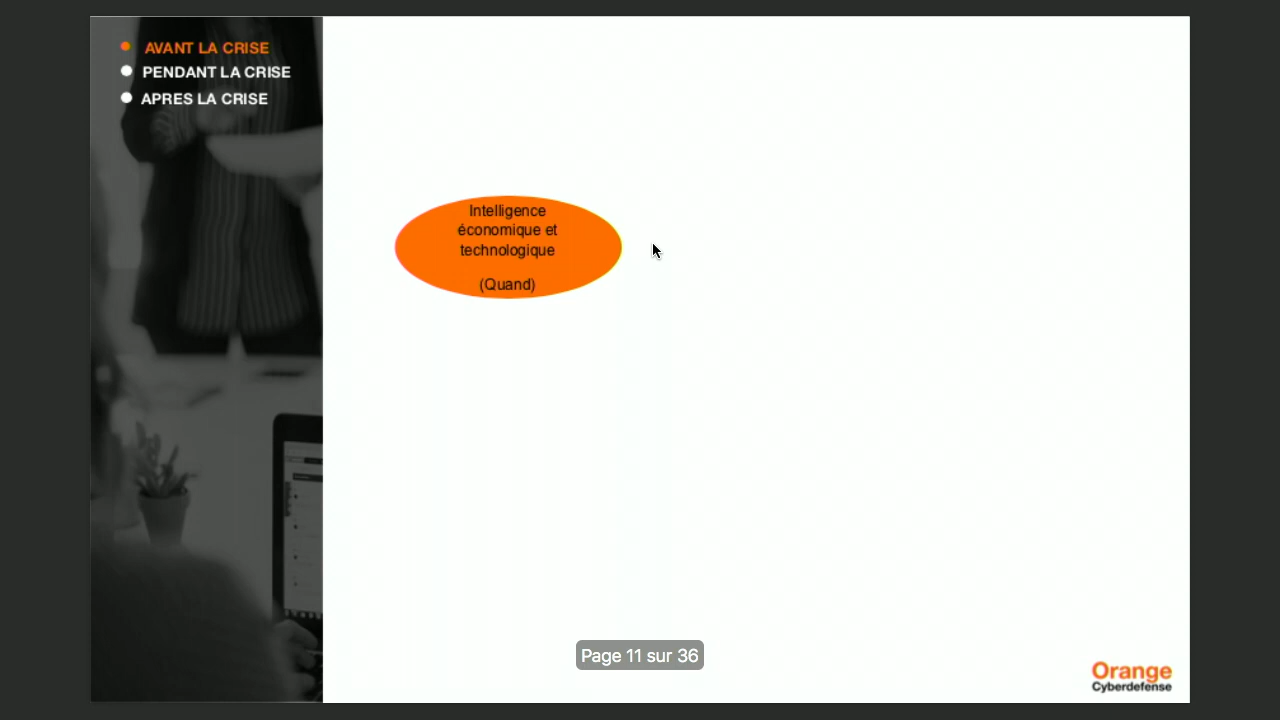 AVANT LA CRISE
PENDANT LA CRISE
APRES LA CRISE
Intelligence
économique et
technologique
(Quand)
Page 11 sur 36
Orange
Cyberdefense